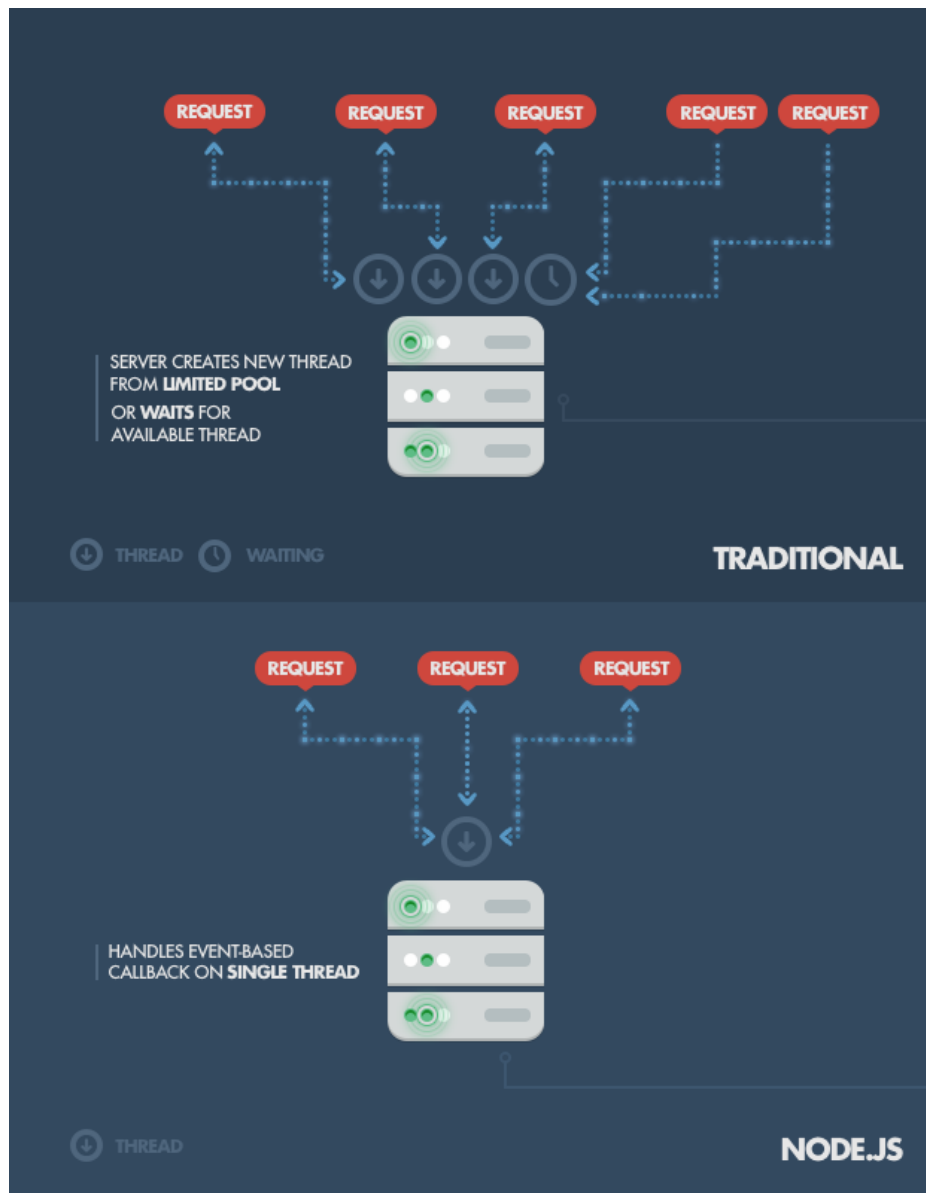 REQUEST
REQUEST
REQUEST
REQUEST
REQUEST
SERVER CREATES NEW THREAD
FROM LIMITED POOL
OR WAITS FOR
AVAILABLE THREAD
THREAD
WAITING
TRADITIONAL
REQUEST
REQUEST
REQUEST
HANDLES EVENT-BASED
CALLBACK ON SINGLE THREAD
THREAD
NODE.JS